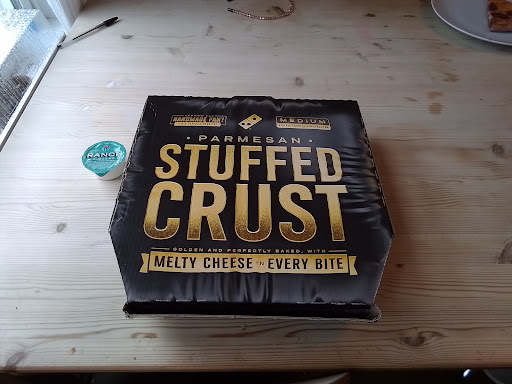 HANDMADE PAN?
MEDIUM
• PARMESAN •
STUFFED
CRUST
GOLDEN AND PERFECTLY BAKED, WITH
MELTY CHEESE IN EVERY BITE
RANCH